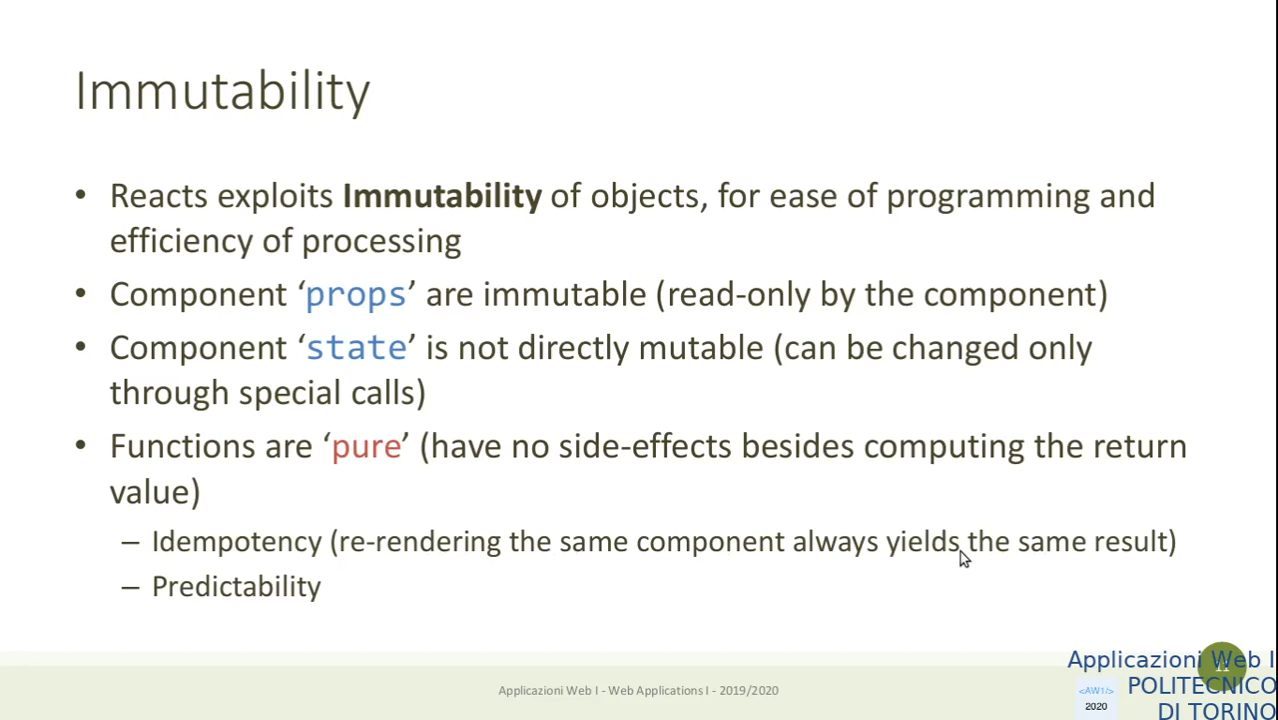 Immutability
• Reacts exploits Immutability of objects, for ease of programming and
efficiency of processing
• Component ‘props’ are immutable (read-only by the component)
• Component ‘state’ is not directly mutable (can be changed only
through special calls)
• Functions are ‘pure’ (have no side-effects besides computing the return
value)
– Idempotency (re-rendering the same component always yields the same result)
– Predictability
Applicazioni Web I - Web Applications I - 2019/2020
Applicazioni Web I
POLITECNICO
DI TORINO
<AW1/>
2020